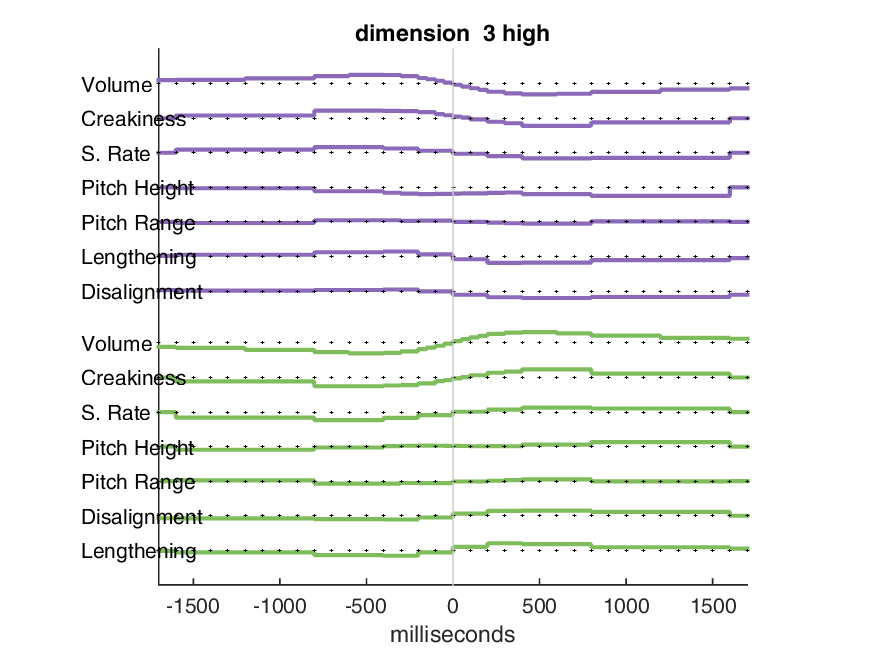 dimension  3 high
Volume
Creakiness
S. Rate
Pitch Height
Pitch Range
Lengthening
Disalignment
Volume
Creakiness
S. Rate
Pitch Height
Pitch Range
Disalignment
Lengthening
-1500 -1000 -500 0 500 1000 1500
milliseconds